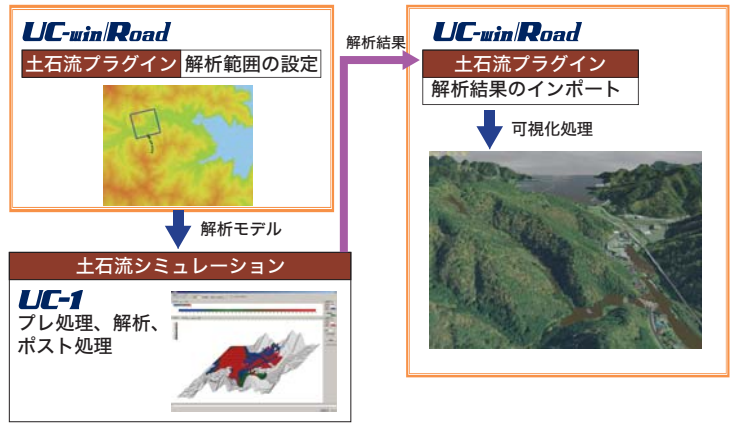 UC-win/Road
土石流プラグイン 解析範囲の設定
解析モデル
土石流シミュレーション
UC-1
プレ処理、解析、
ポスト処理
解析結果
UC-win/Road
土石流プラグイン
解析結果のインポート
可視化処理